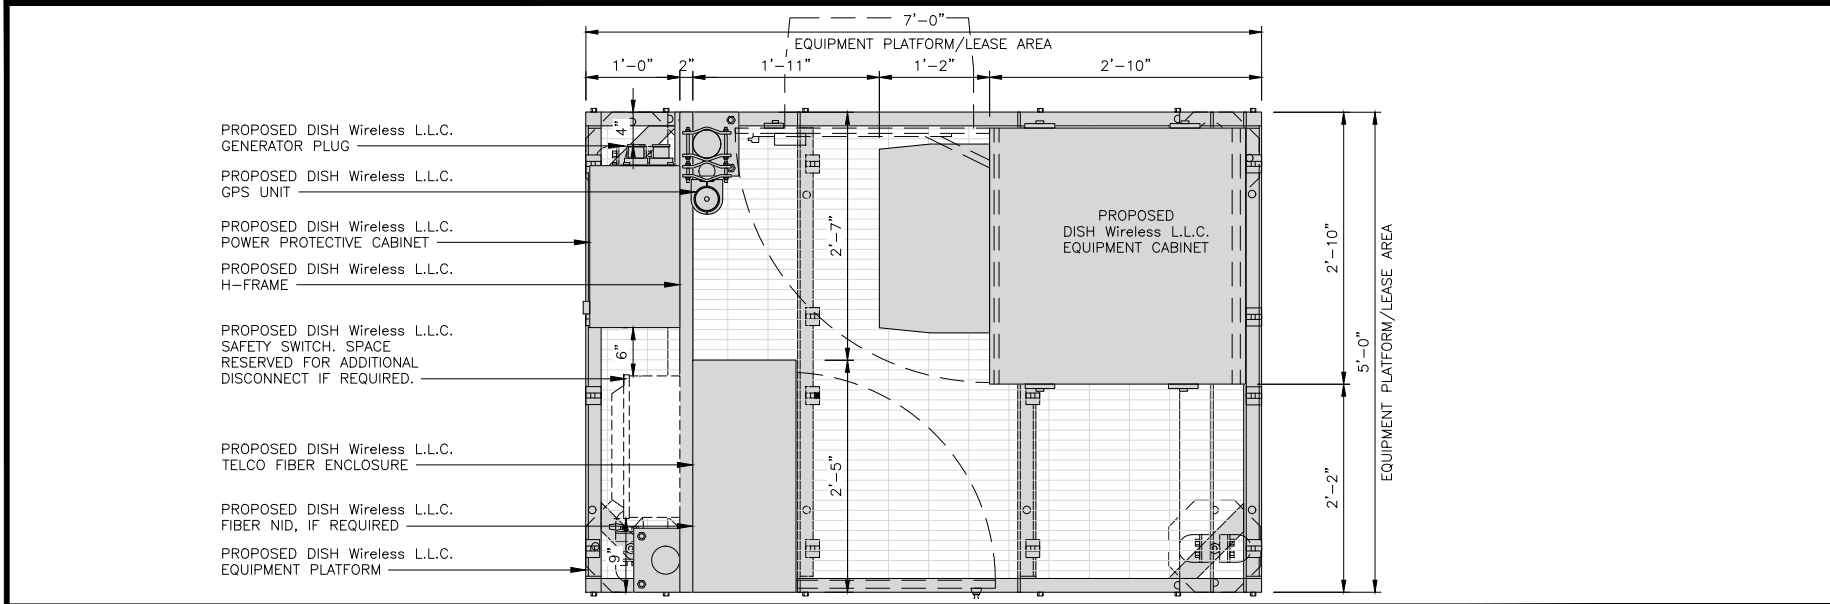 7'-0"
EQUIPMENT PLATFORM/LEASE AREA
1'-0"
2"
1'-11"
1'-2"
2'-10"
PROPOSED DISH Wireless L.L.C.
GENERATOR PLUG
PROPOSED DISH Wireless L.L.C.
GPS UNIT
PROPOSED DISH Wireless L.L.C.
POWER PROTECTIVE CABINET
PROPOSED DISH Wireless L.L.C.
H-FRAME
PROPOSED DISH Wireless L.L.C.
SAFETY SWITCH. SPACE
RESERVED FOR ADDITIONAL
DISCONNECT IF REQUIRED.
PROPOSED DISH Wireless L.L.C.
TELCO FIBER ENCLOSURE
PROPOSED DISH Wireless L.L.C.
FIBER NID, IF REQUIRED
PROPOSED DISH Wireless L.L.C.
EQUIPMENT PLATFORM
4"
6"
9"
2'-7"
2'-5"
PROPOSED
DISH Wireless L.L.C.
EQUIPMENT CABINET
2'-10"
2'-2"
5'-0"
EQUIPMENT PLATFORM/LEASE AREA